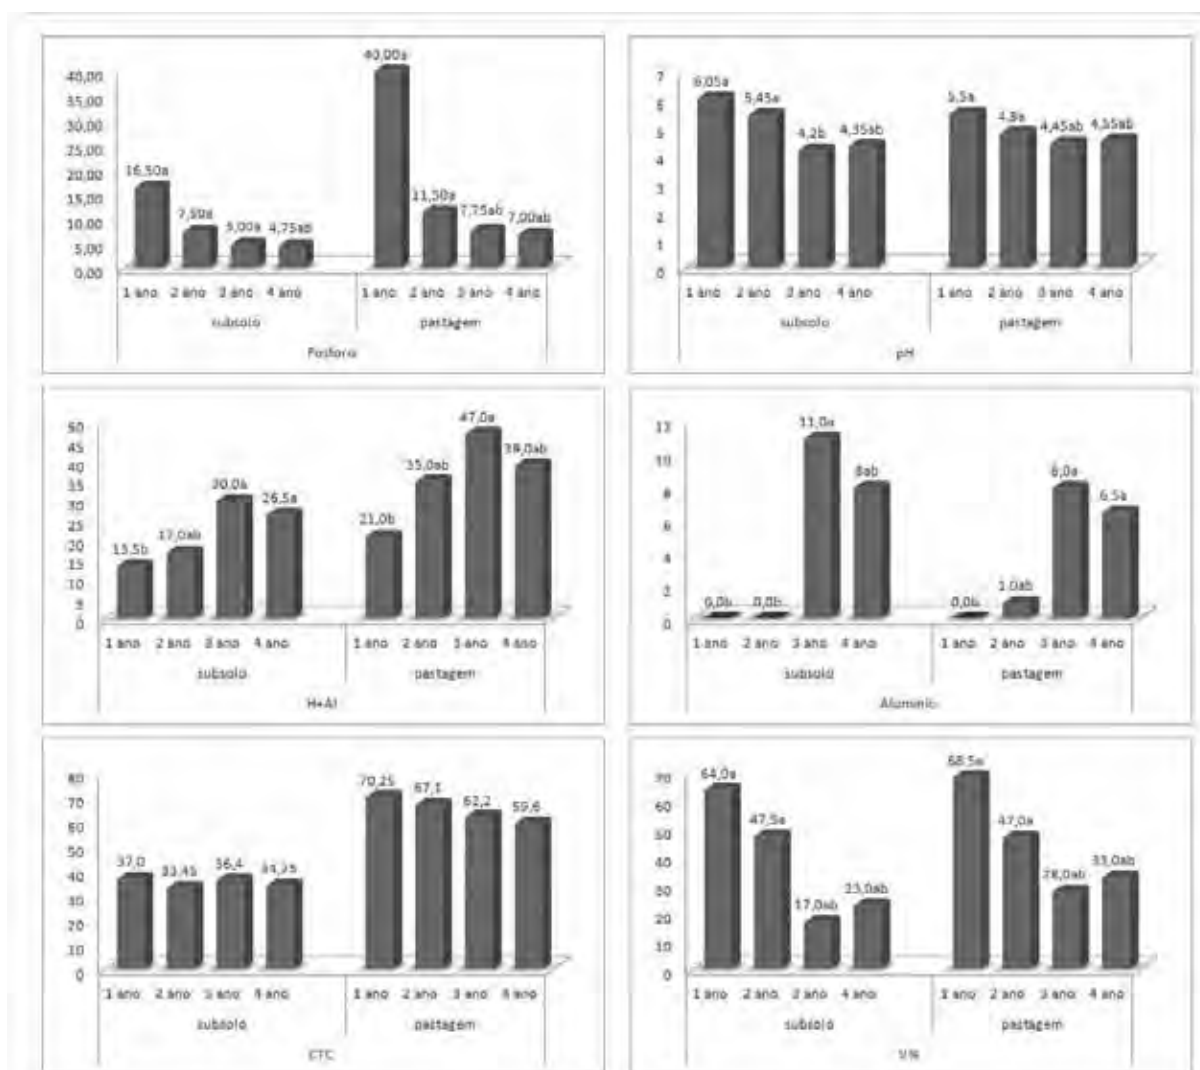 40,00
35,00
30,00
25,00
20,00
15,00
10,00
5,00
0,00
16,50a
7,50a
5,00a
4,75ab
40,00a
11,50a
7,75ab
7,00ab
1 ano 2 ano 3 ano 4 ano 1 ano 2 ano 3 ano 4 ano
subsolo pastagem
Fosforo
7
6
5
4
3
2
1
0
6,05a
5,45a
4,2b
4,35ab
5,5a
4,8a
4,45ab
4,55ab
1 ano 2 ano 3 ano 4 ano 1 ano 2 ano 3 ano 4 ano
subsolo pastagem
pH
50
45
40
35
30
25
20
15
10
5
0
13,5b
17,0ab
26,5a
21,0b
35,0ab
47,0a
39,0ab
1 ano 2 ano 3 ano 4 ano 1 ano 2 ano 3 ano 4 ano
subsolo pastagem
H+Al
12
10
8
6
4
2
0
0,0b
0,0b
11,0a
8ab
0,0b
1,0ab
6,5a
1 ano 2 ano 3 ano 4 ano 1 ano 2 ano 3 ano 4 ano
subsolo pastagem
Aluminio
80
70
60
50
40
30
20
10
0
37,0
33,45
36,4
34,25
70,25
67,1
62,2
59,6
1 ano 2 ano 3 ano 4 ano 1 ano 2 ano 3 ano 4 ano
subsolo pastagem
CTC
70
60
50
40
30
20
10
0
64,0a
47,5a
17,0ab
23,0ab
68,5a
47,0a
28,0ab
33,0ab
1 ano 2 ano 3 ano 4 ano 1 ano 2 ano 3 ano 4 ano
subsolo pastagem
V%